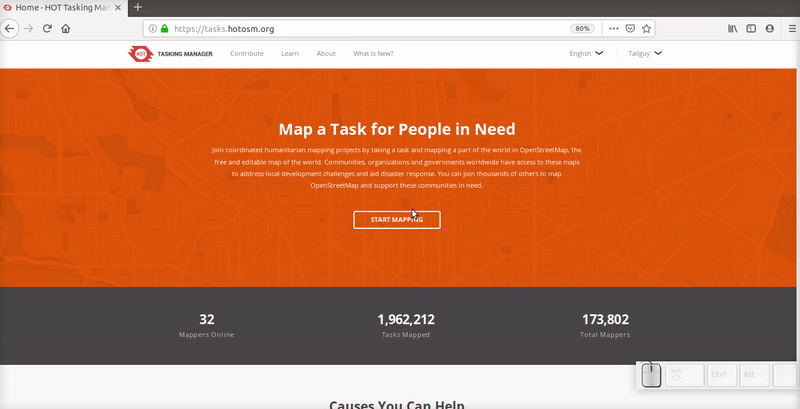 Home - HOT Tasking Man
https://tasks.hotosm.org
80%
HOT
TASKING MANAGER
Contribute
Learn
About
What is New?
English
Tallguy
Map a Task for People in Need
Join coordinated humanitarian mapping projects by taking a task and mapping a part of the world in OpenStreetMap, the
free and editable map of the world. Communities, organizations and governments worldwide have access to these maps
to address local development challenges and aid disaster response. You can join thousands of others to map
OpenStreetMap and support these communities in need.
START MAPPING
32
Mappers Online
1,962,212
Tasks Mapped
173,802
Total Mappers
Ctrl
Alt
Causes You Can Help